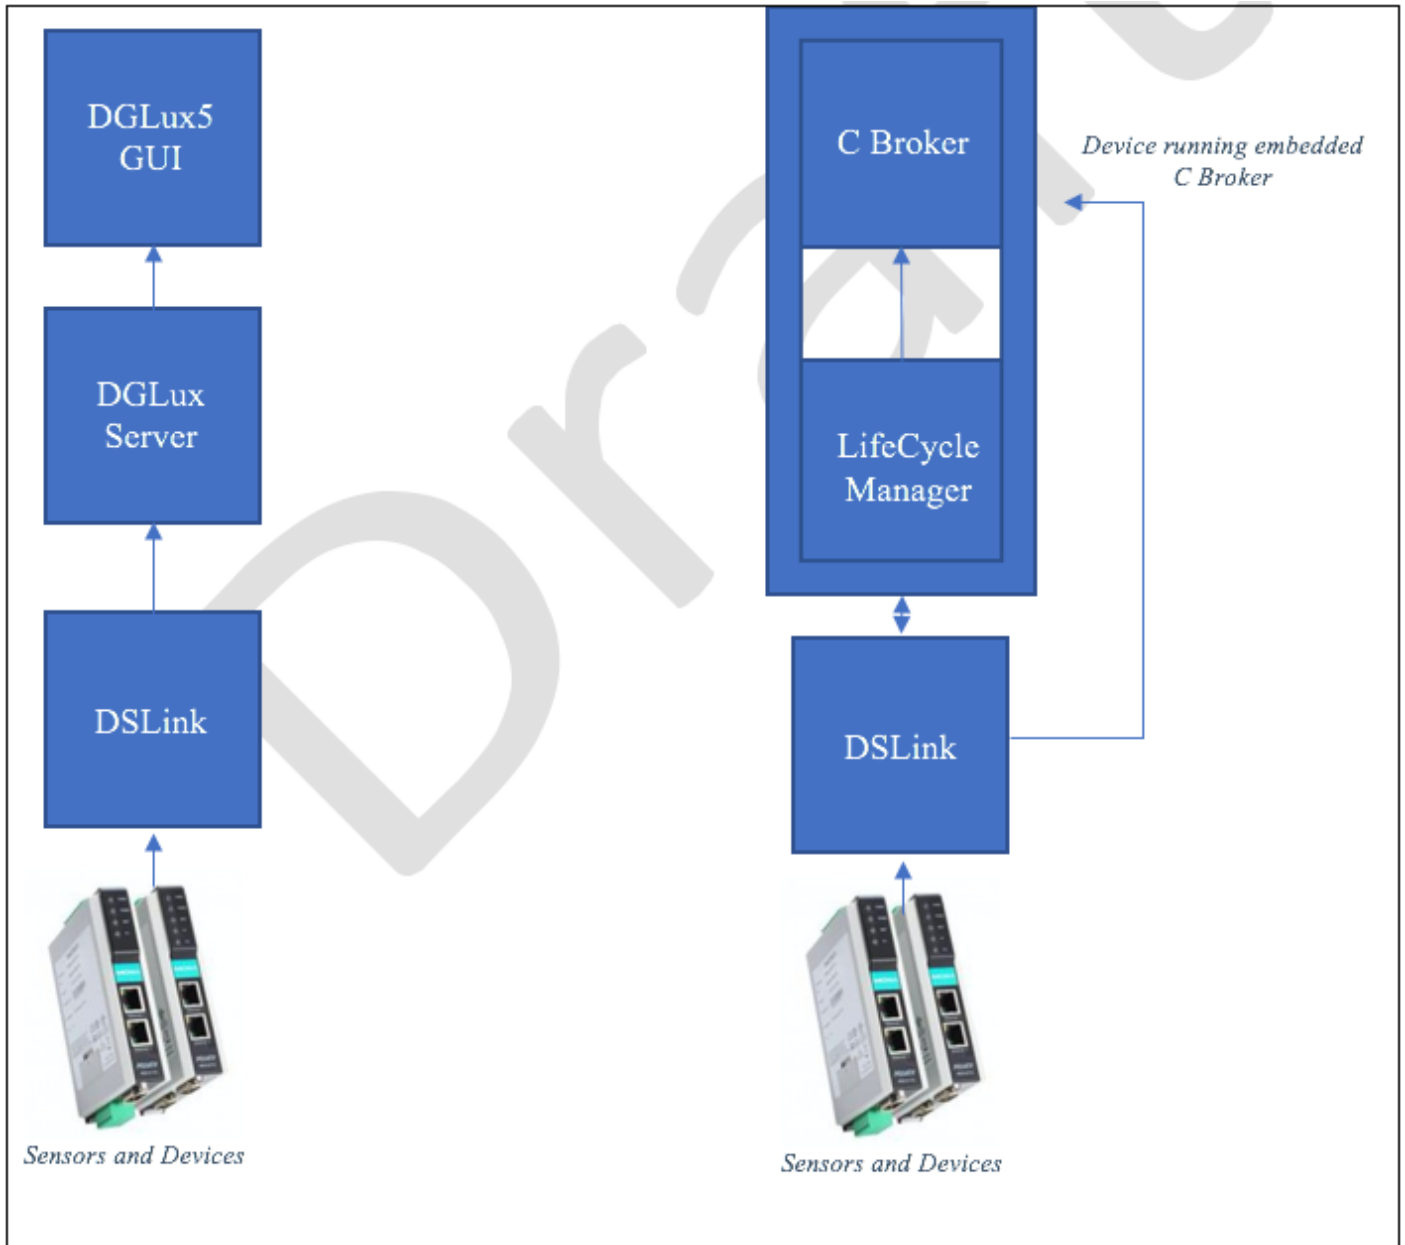 DGLux5
GUI
DGLux
Server
DSLink
Sensors and Devices
C Broker
LifeCycle
Manager
DSLink
Sensors and Devices
Device running embedded
C Broker
Draft